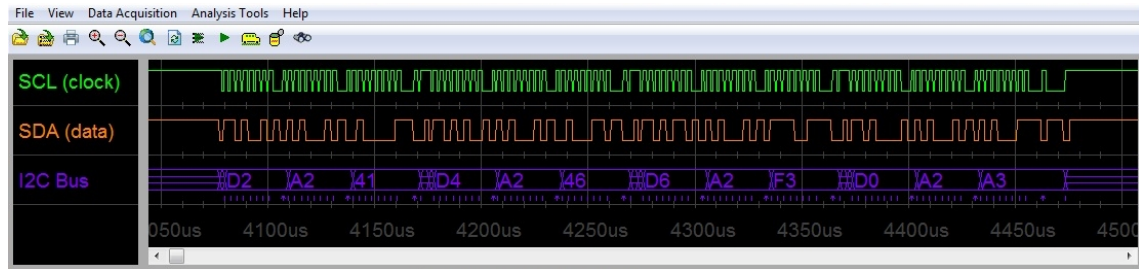 File View Data Acquisition Analysis Tools Help
SCL (clock)
SDA (data)
I2C Bus D2 A2 41 D4 A2 46 D6 A2 F3 D0 A2 A3
050us 4100us 4150us 4200us 4250us 4300us 4350us 4400us 4450us 4500